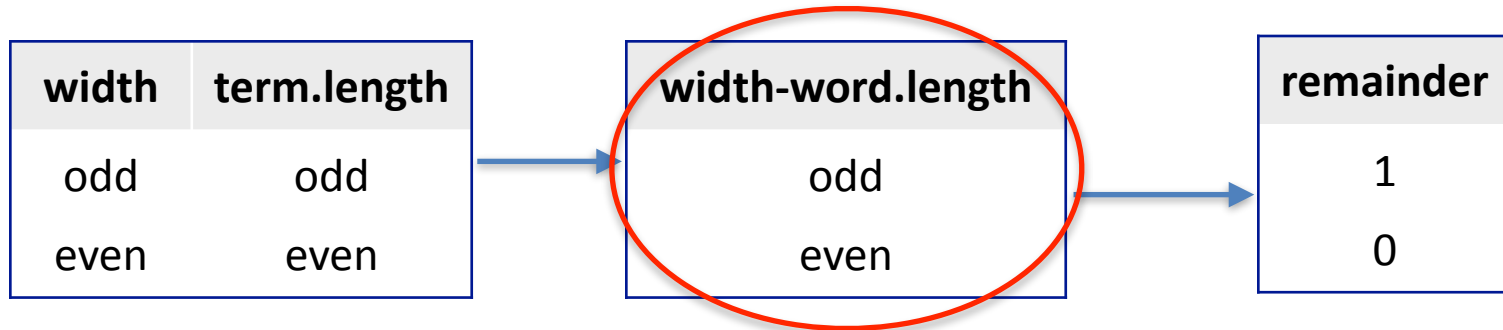 width term.length width-word.length remainder
odd odd odd 1
even even even 0